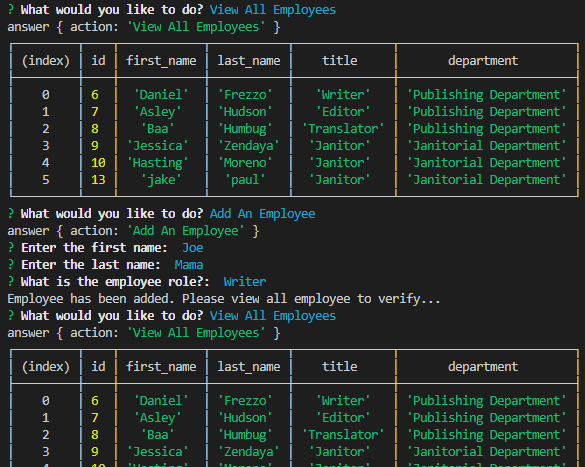 ? What would you like to do? View All Employees
answer { action: 'View All Employees' }
(index) id first_name last_name title department
0 6 'Daniel' 'Frezzo' 'Writer' 'Publishing Department'
1 7 'Asley' 'Hudson' 'Editor' 'Publishing Department'
2 8 'Baa' 'Humbug' 'Translator' 'Publishing Department'
3 9 'Jessica' 'Zendaya' 'Janitor' 'Janitorial Department'
4 10 'Hasting' 'Moreno' 'Janitor' 'Janitorial Department'
5 13 'jake' 'paul' 'Janitor' 'Janitorial Department'
? What would you like to do? Add An Employee
answer { action: 'Add An Employee' }
? Enter the first name: Joe
? Enter the last name: Mama
? What is the employee role?: Writer
Employee has been added. Please view all employee to verify...
? What would you like to do? View All Employees
answer { action: 'View All Employees' }
(index) id first_name last_name title department
0 6 'Daniel' 'Frezzo' 'Writer' 'Publishing Department'
1 7 'Asley' 'Hudson' 'Editor' 'Publishing Department'
2 8 'Baa' 'Humbug' 'Translator' 'Publishing Department'
3 9 'Jessica' 'Zendaya' 'Janitor' 'Janitorial Department'